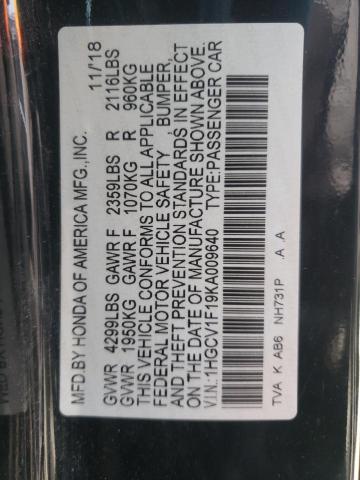 MFD.BY HONDA OF AMERICA MFG.,INC. 11/18
GVWR 4299LBS GAWR F 2359LBS R 2116LBS
GVWR 1950KG GAWR F 1070KG R 960KG
THIS VEHICLE CONFORMS TO ALL APPLICABLE
FEDERAL MOTOR VEHICLE SAFETY , BUMPER,
AND THEFT PREVENTION STANDARDS IN EFFECT
ON THE DATE OF MANUFACTURE SHOWN ABOVE.
V.I.N.:1HGCV1F19KA009640 TYPE:PASSENGER CAR
TVA K AB6 NH731P .A .A